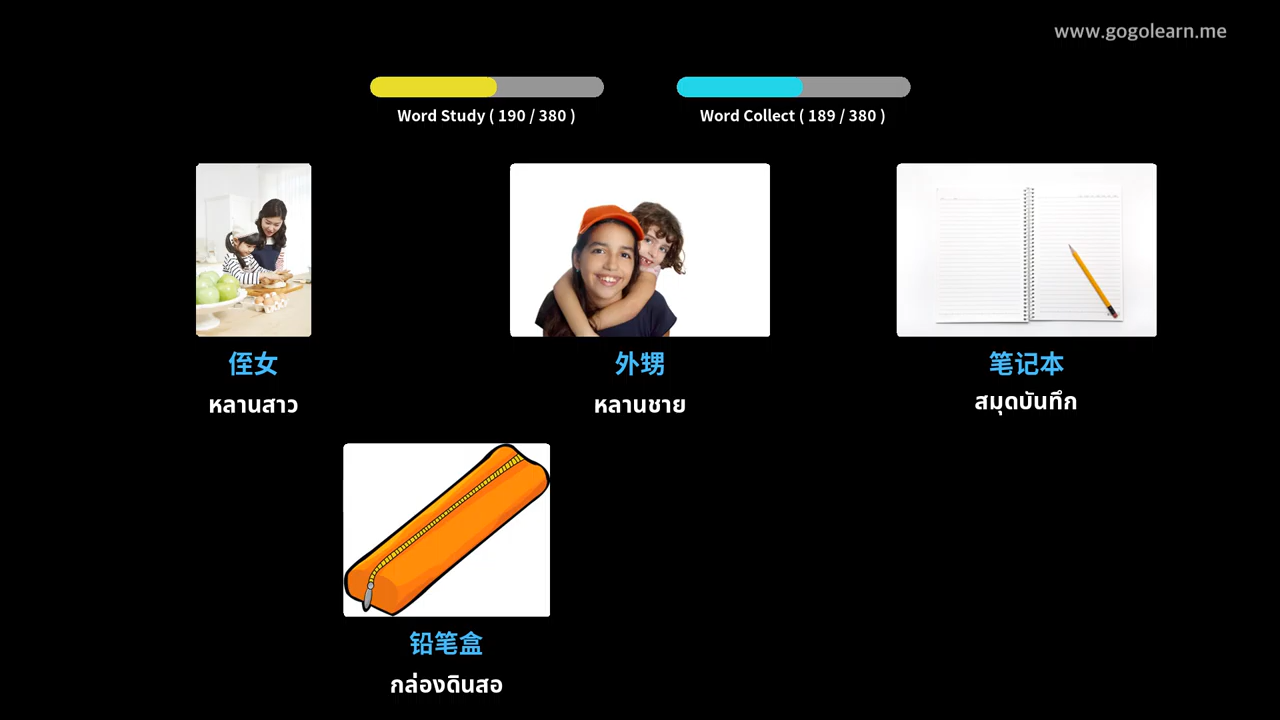 www.gogolearn.me
Word Study ( 190 / 380 )
Word Collect ( 189 / 380 )
侄女
หลานสาว
外甥
หลานชาย
笔记本
สมุดบันทึก
铅笔盒
กล่องดินสอ